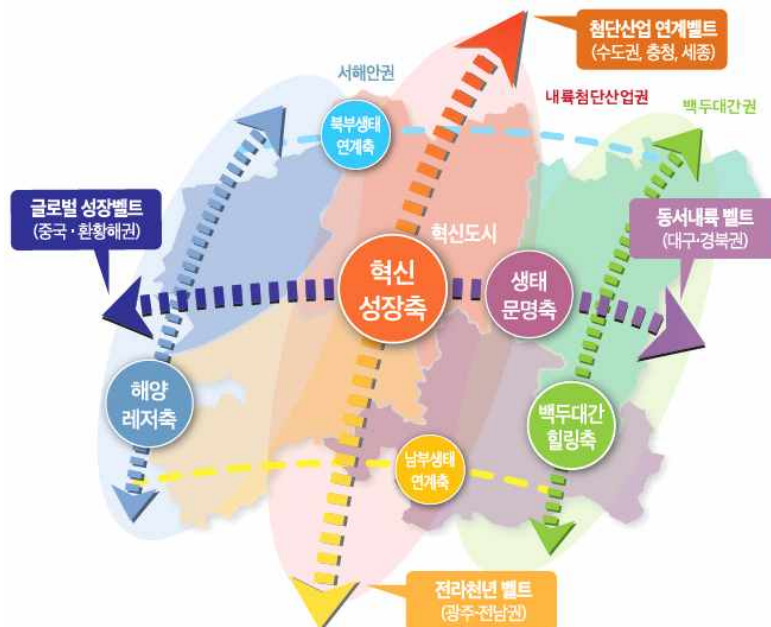 첨단산업 연계벨트
(수도권, 충청, 세종)
서해안권
내륙첨단산업권
백두대간권
북부생태
연계축
글로벌 성장벨트
(중국·환황해권)
동서내륙 벨트
(대구·경북권)
혁신도시
혁신
성장축
생태
문명축
해양
레저축
백두대간
힐링축
남부생태
연계축
전라천년 벨트
(광주·전남권)